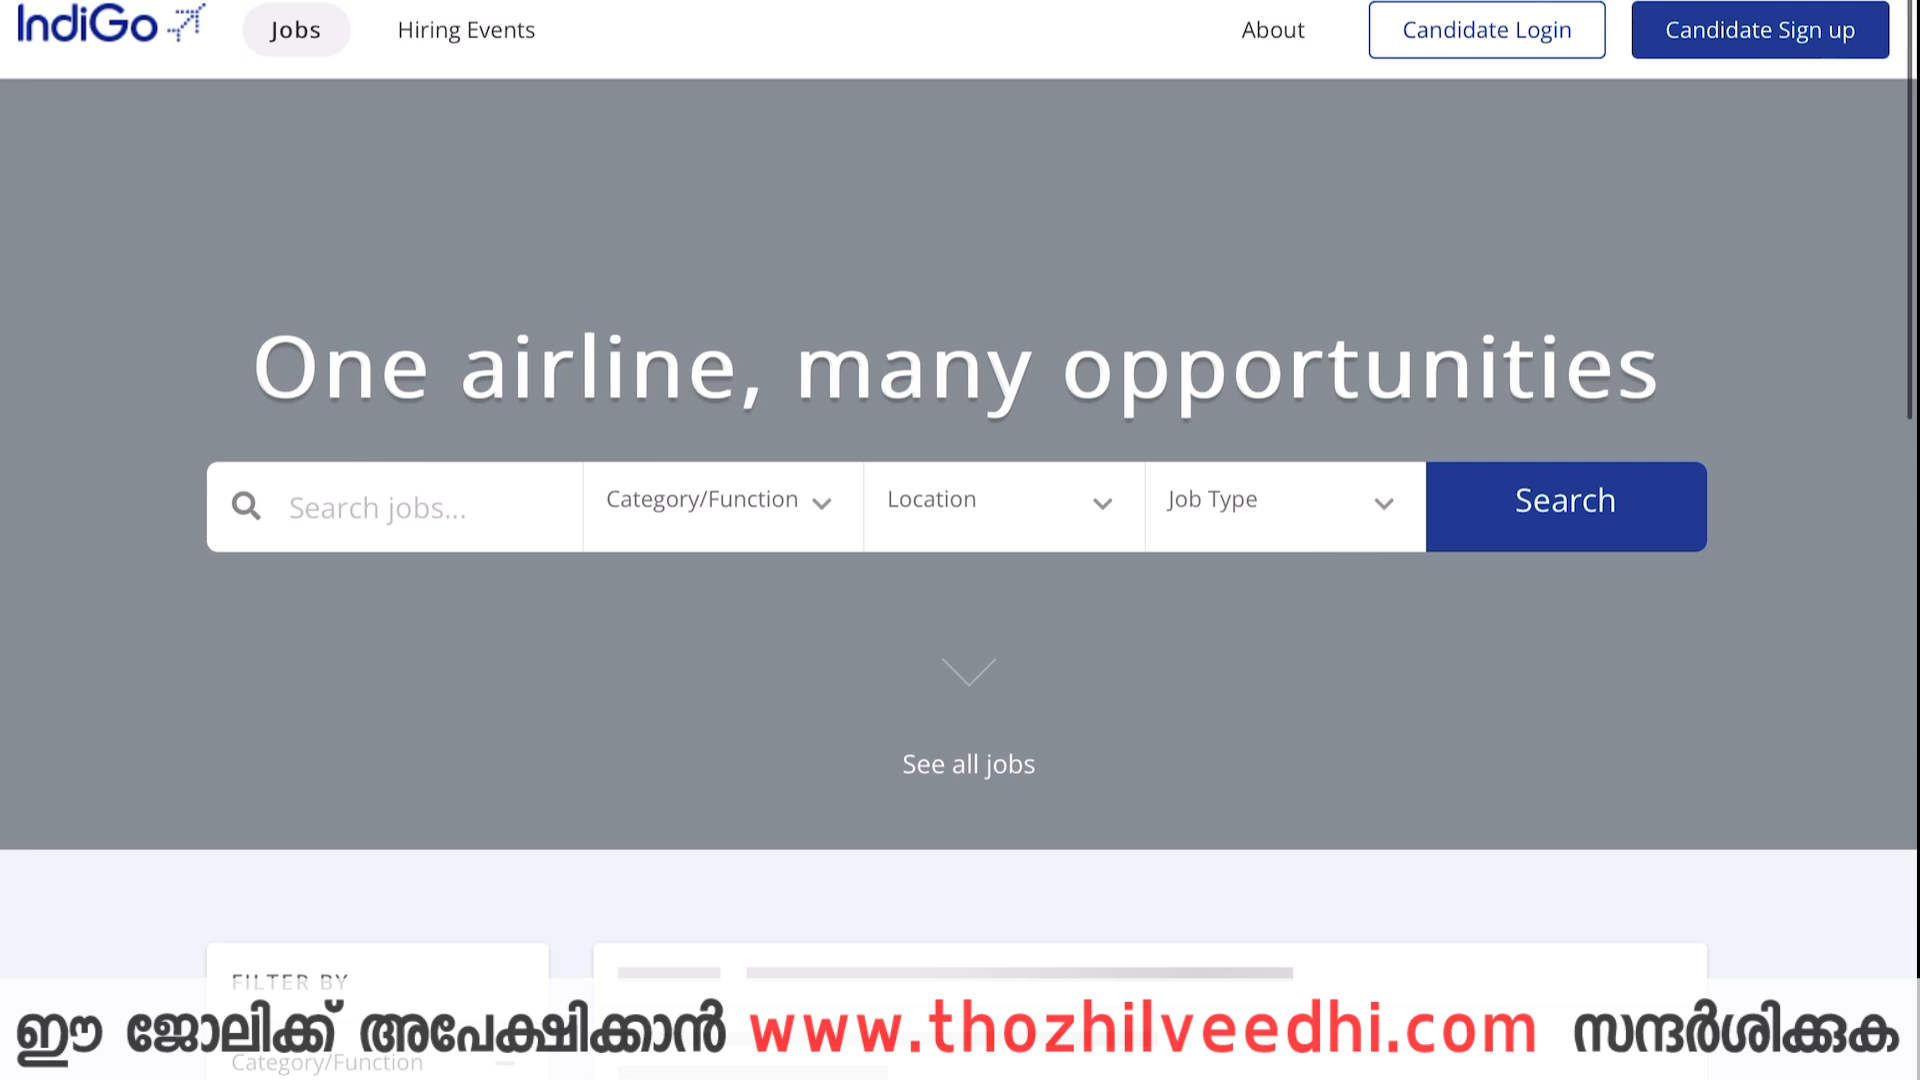 IndiGo
Jobs
Hiring Events
About
Candidate Login
Candidate Sign up
One airline, many opportunities
Search jobs...
Category/Function
Location
Job Type
Search
See all jobs
FILTER BY
Category/Function
ഈ ജോലിക്ക് അപേക്ഷിക്കാൻ www.thozhilveedhi.com സന്ദർശിക്കുക